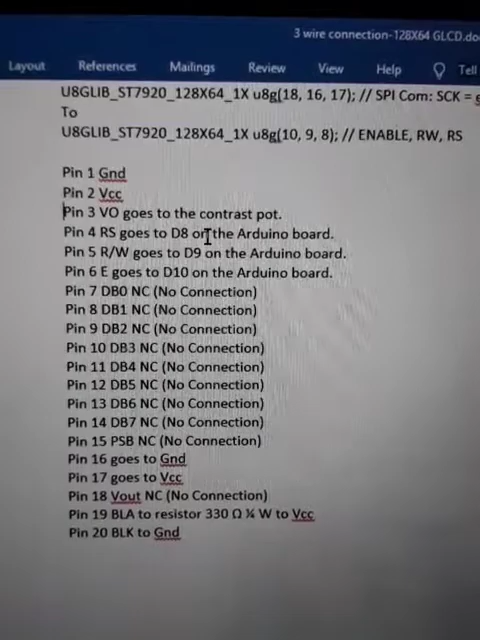 3 wire connection-128X64 GLCD.do
Layout References Mailings Review View Help Tell
U8GLIB_ST7920_128X64_1X u8g(18, 16, 17); // SPI Com: SCK =
To
U8GLIB_ST7920_128X64_1X u8g(10, 9, 8); // ENABLE, RW, RS
Pin 1 Gnd
Pin 2 Vcc
Pin 3 VO goes to the contrast pot.
Pin 4 RS goes to D8 on the Arduino board.
Pin 5 R/W goes to D9 on the Arduino board.
Pin 6 E goes to D10 on the Arduino board.
Pin 7 DB0 NC (No Connection)
Pin 8 DB1 NC (No Connection)
Pin 9 DB2 NC (No Connection)
Pin 10 DB3 NC (No Connection)
Pin 11 DB4 NC (No Connection)
Pin 12 DB5 NC (No Connection)
Pin 13 DB6 NC (No Connection)
Pin 14 DB7 NC (No Connection)
Pin 15 PSB NC (No Connection)
Pin 16 goes to Gnd
Pin 17 goes to Vcc
Pin 18 Vout NC (No Connection)
Pin 19 BLA to resistor 330 Ω ¼ W to Vcc
Pin 20 BLK to Gnd